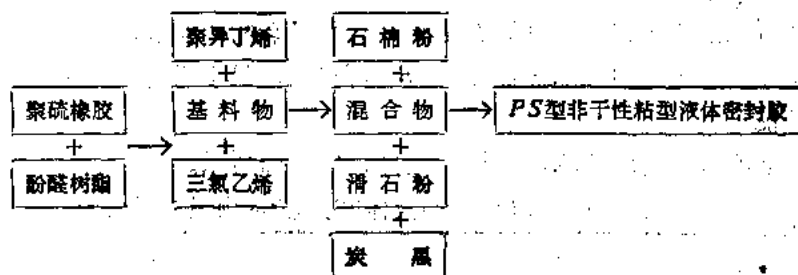 聚异丁烯 石棉粉
+ +
聚硫橡胶 基料物 → 混合物 → PS型非干性粘型液体密封胶
+ → + +
酚醛树酯 三氯乙烯 滑石粉
+
炭黑